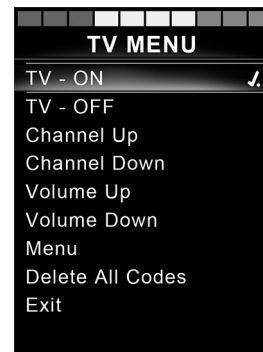 TV MENU
TV - ON
TV - OFF
Channel Up
Channel Down
Volume Up
Volume Down
Menu
Delete All Codes
Exit